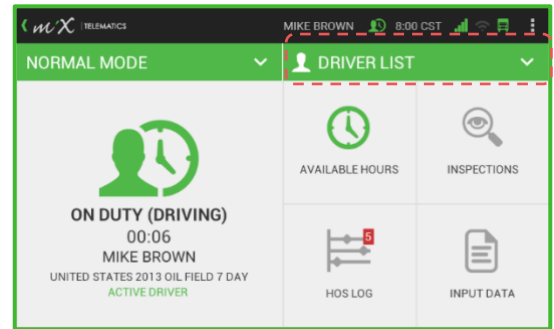 miX TELEMATICS
MIKE BROWN 8:00 CST
NORMAL MODE
DRIVER LIST
ON DUTY (DRIVING)
00:06
MIKE BROWN
UNITED STATES 2013 OIL FIELD 7 DAY
ACTIVE DRIVER
AVAILABLE HOURS
INSPECTIONS
5
HOS LOG
INPUT DATA